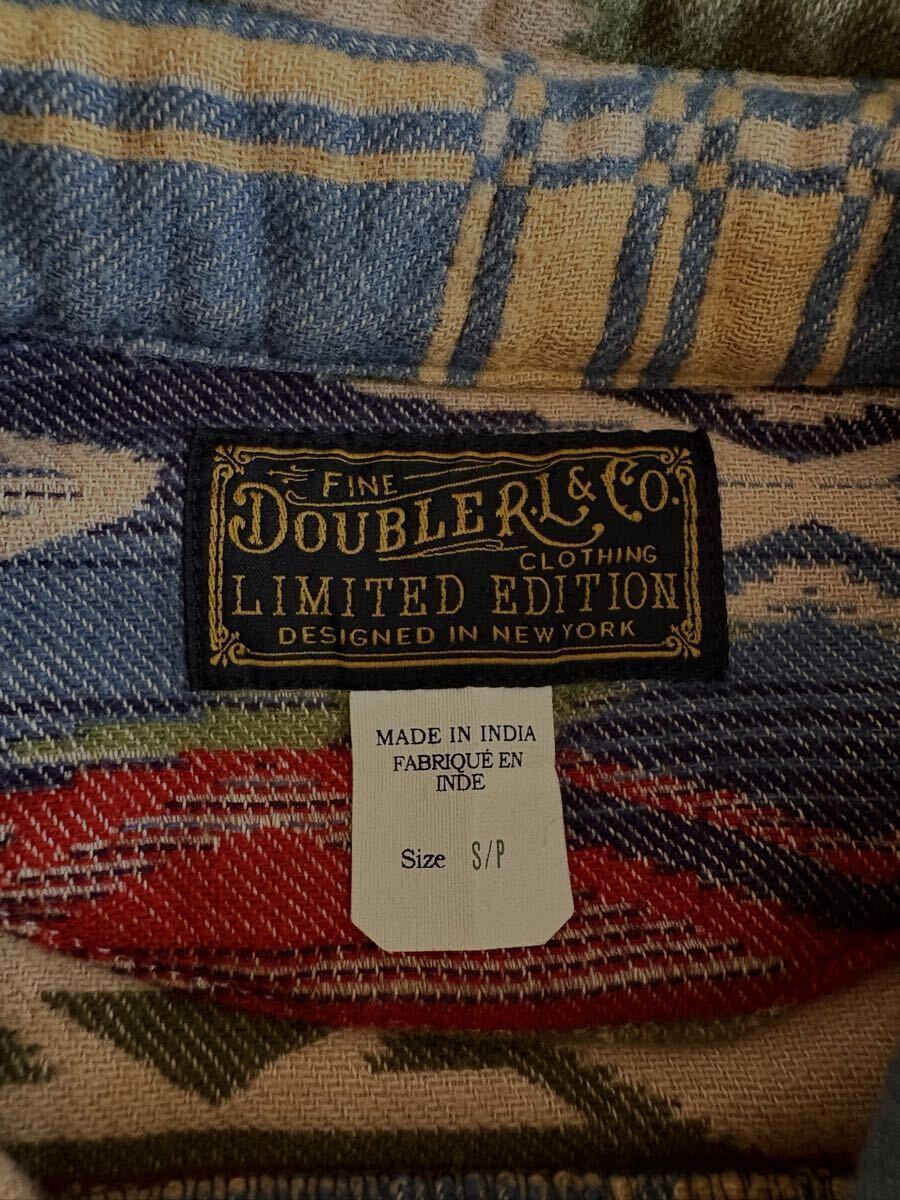 FINE
DOUBLE RL & CO.
CLOTHING
LIMITED EDITION
DESIGNED IN NEW YORK
MADE IN INDIA
FABRIQUÉ EN
INDE
Size S/P